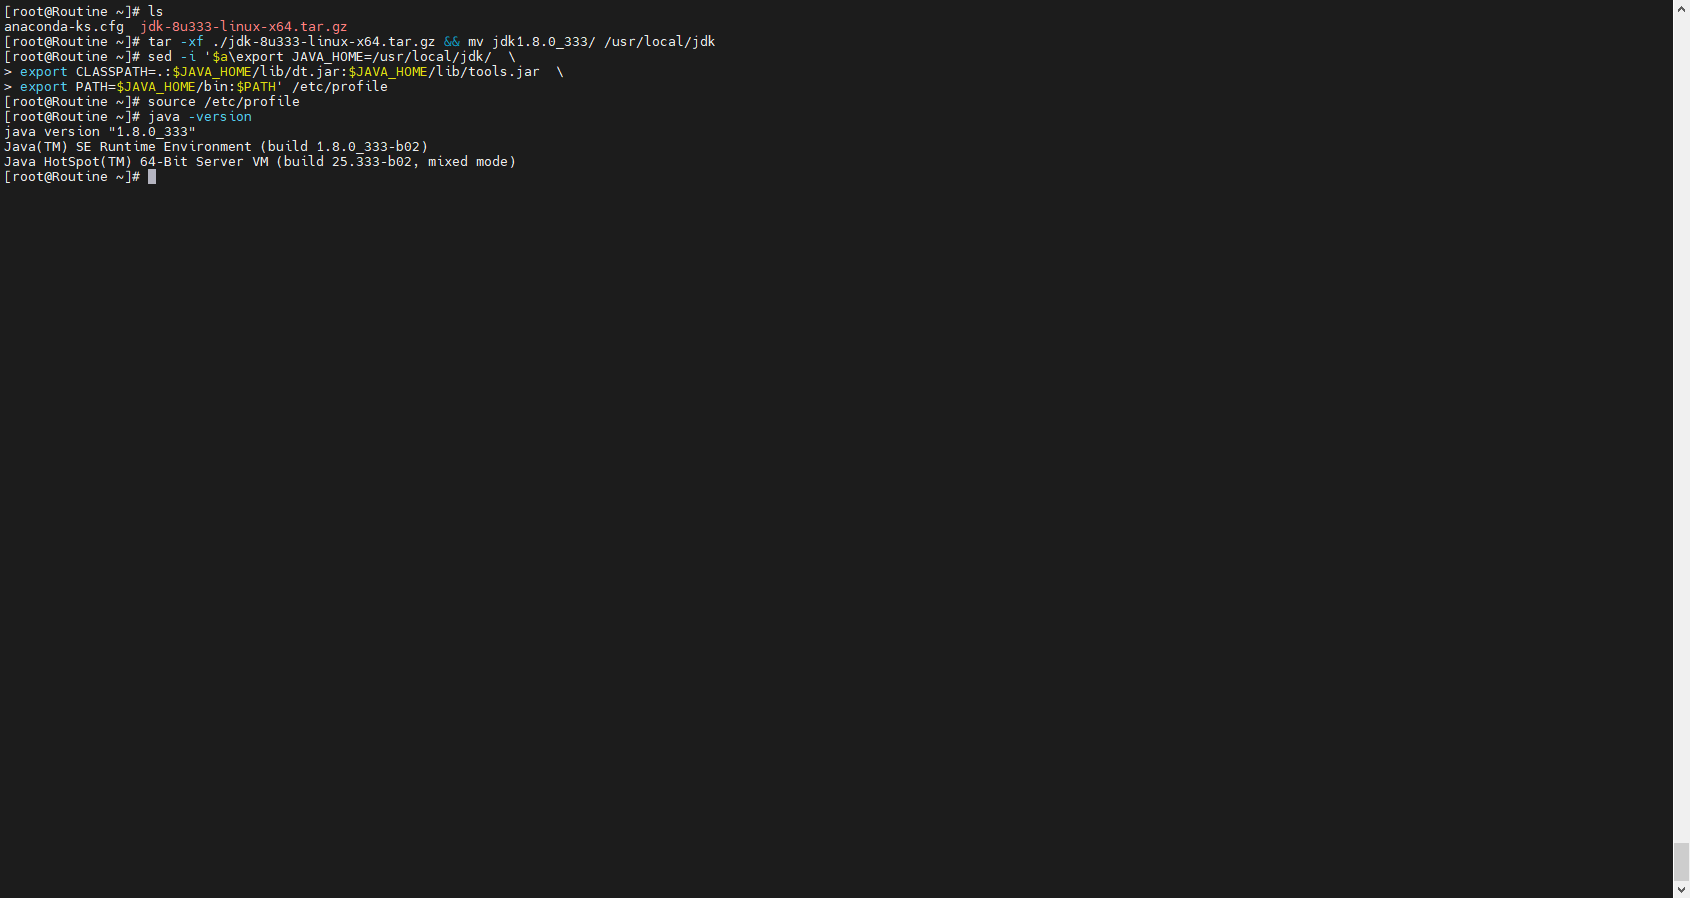 [root@Routine ~]# ls
anaconda-ks.cfg  jdk-8u333-linux-x64.tar.gz
[root@Routine ~]# tar -xf ./jdk-8u333-linux-x64.tar.gz && mv jdk1.8.0_333/ /usr/local/jdk
[root@Routine ~]# sed -i '$a\export JAVA_HOME=/usr/local/jdk/  \
> export CLASSPATH=.:$JAVA_HOME/lib/dt.jar:$JAVA_HOME/lib/tools.jar  \
> export PATH=$JAVA_HOME/bin:$PATH' /etc/profile
[root@Routine ~]# source /etc/profile
[root@Routine ~]# java -version
java version "1.8.0_333"
Java(TM) SE Runtime Environment (build 1.8.0_333-b02)
Java HotSpot(TM) 64-Bit Server VM (build 25.333-b02, mixed mode)
[root@Routine ~]#